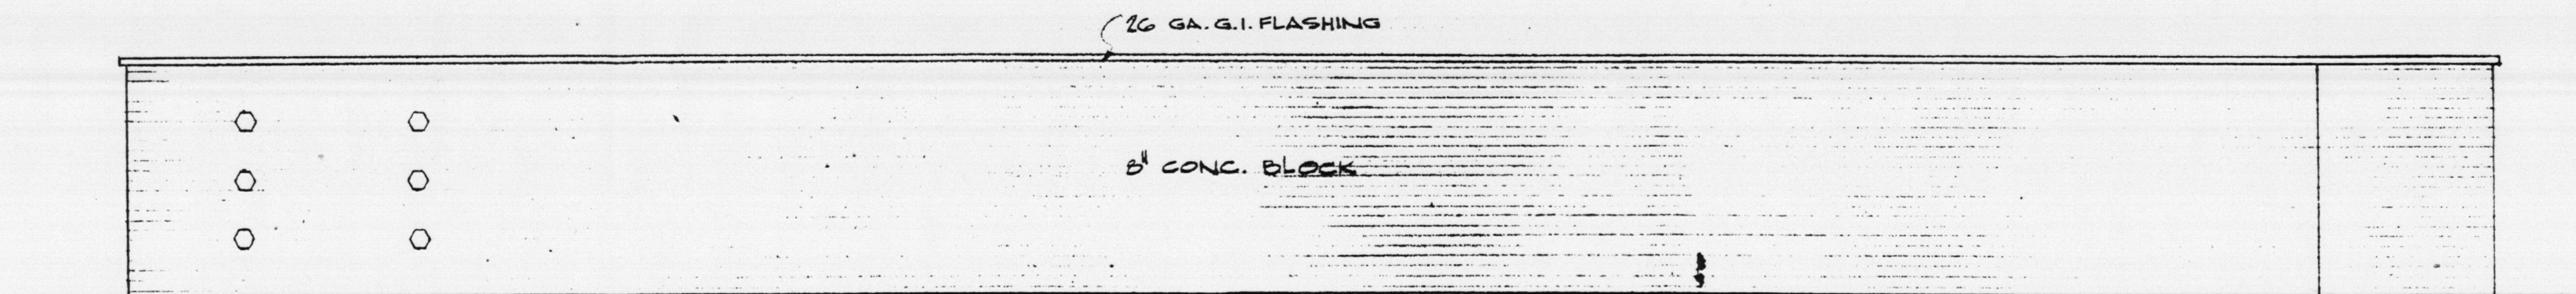 26 GA. G.I. FLASHING
8" CONC. BLOCK